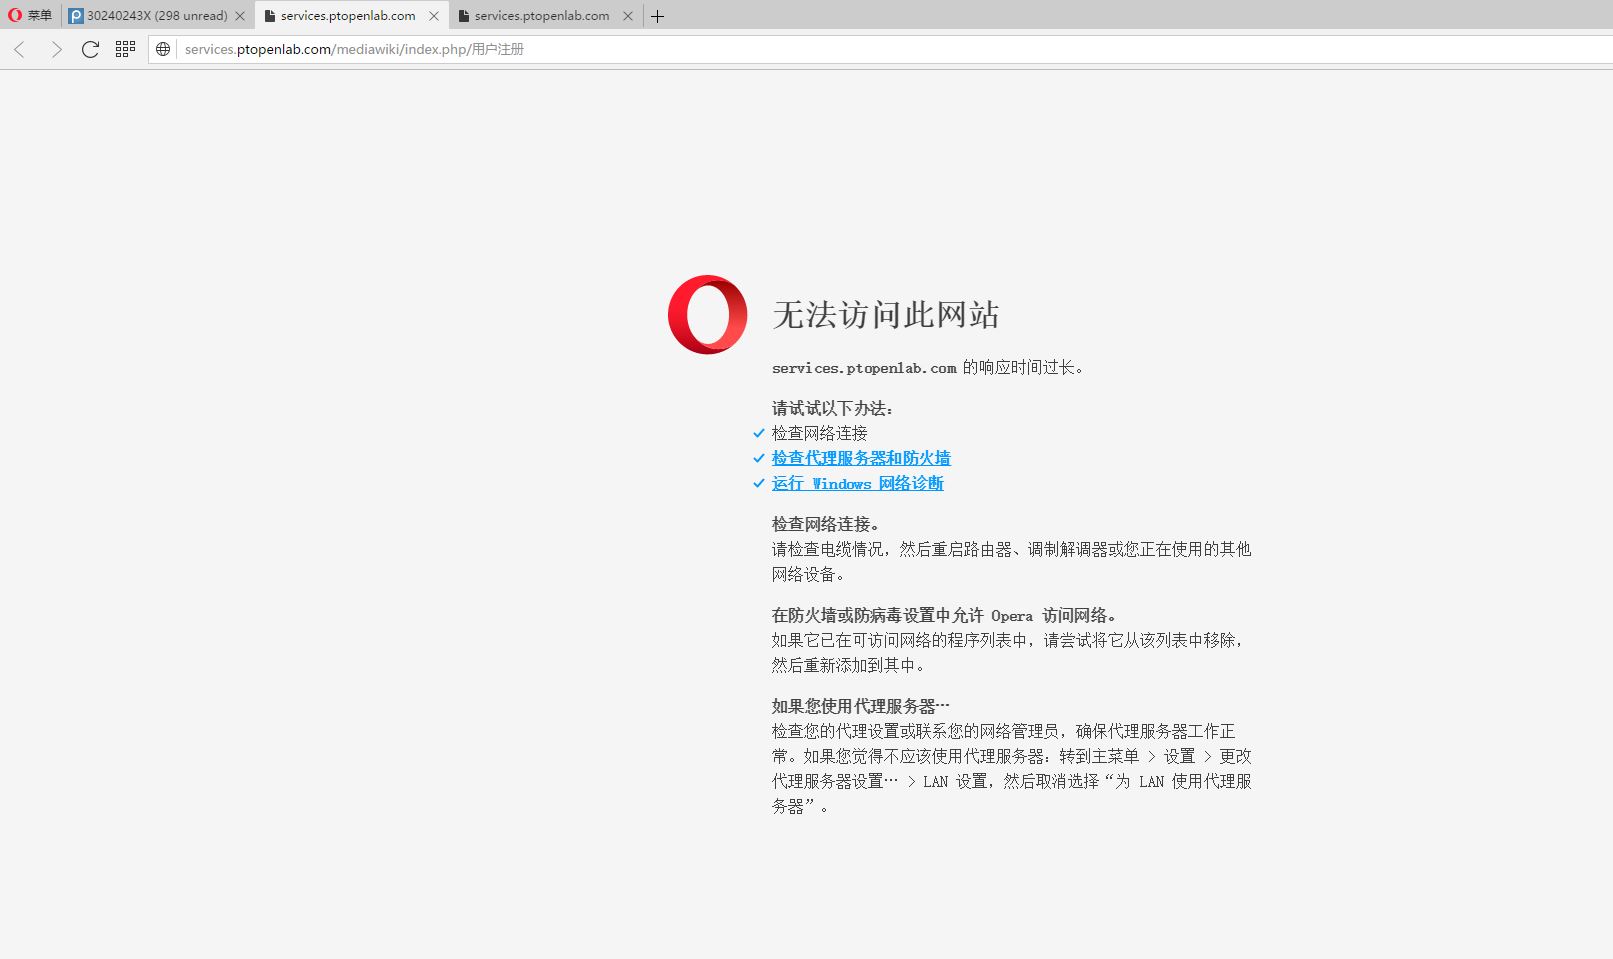 菜单
30240243X (298 unread)
services.ptopenlab.com
services.ptopenlab.com
services.ptopenlab.com/mediawiki/index.php/用户注册
无法访问此网站
services.ptopenlab.com 的响应时间过长。
请试试以下办法：
检查网络连接
检查代理服务器和防火墙
运行 Windows 网络诊断
检查网络连接。
请检查电缆情况，然后重启路由器、调制解调器或您正在使用的其他
网络设备。
在防火墙或防病毒设置中允许 Opera 访问网络。
如果它已在可访问网络的程序列表中，请尝试将它从该列表中移除，
然后重新添加到其中。
如果您使用代理服务器…
检查您的代理设置或联系您的网络管理员，确保代理服务器工作正
常。如果您觉得不应该使用代理服务器：转到主菜单 > 设置 > 更改
代理服务器设置… > LAN 设置，然后取消选择“为 LAN 使用代理服
务器”。